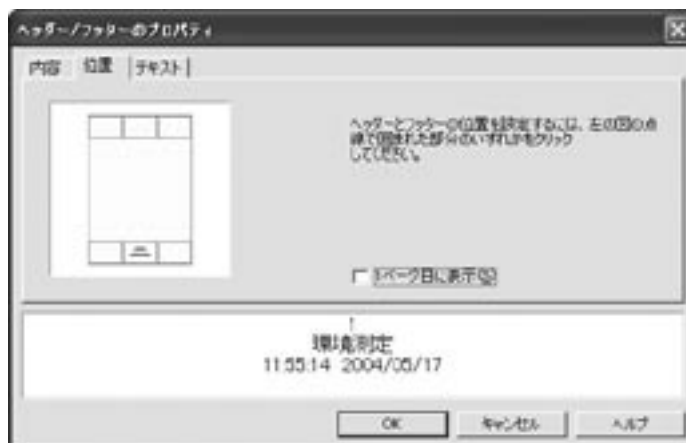 ヘッダー/フッターのプロパティ
内容 位置 テキスト
ヘッダーとフッターの位置を設定するには、左の図の点
線で囲まれた部分のいずれかをクリック
してください。
1ページ目に表示(S)
1
環境測定
11:55:14 2004/05/17
OK キャンセル ヘルプ